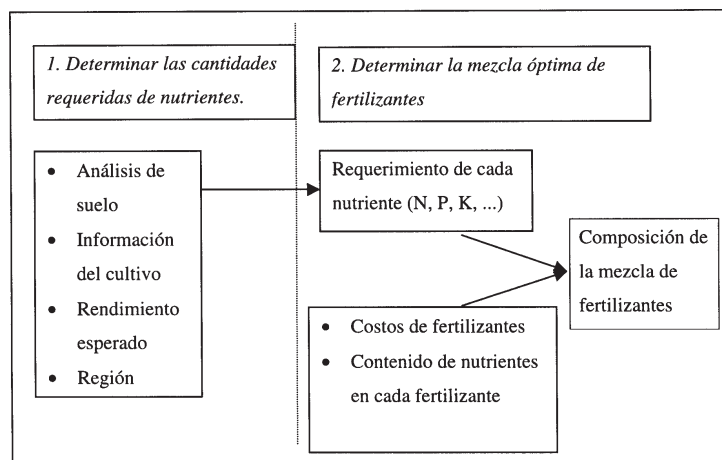 1. Determinar las cantidades
requeridas de nutrientes.
2. Determinar la mezcla óptima de
fertilizantes
• Análisis de
suelo
• Información
del cultivo
• Rendimiento
esperado
• Región
Requerimiento de cada
nutriente (N, P, K, ...)
• Costos de fertilizantes
• Contenido de nutrientes
en cada fertilizante
Composición de
la mezcla de
fertilizantes